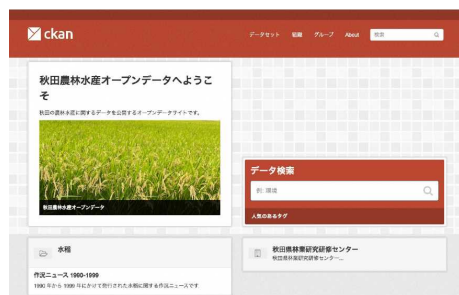 ckan
データセット 組織 グループ About 検索
秋田農林水産オープンデータへようこ
そ
秋田の農林水産に関するデータを公開するオープンデータサイトです。
秋田農林水産オープンデータ
データ検索
例: 環境
人気のあるタグ
水稲
作況ニュース 1990-1999
1990 年から 1999 年にかけて発行された水稲に関する作況ニュースです
秋田県林業研究研修センター
秋田県林業研究研修センター...